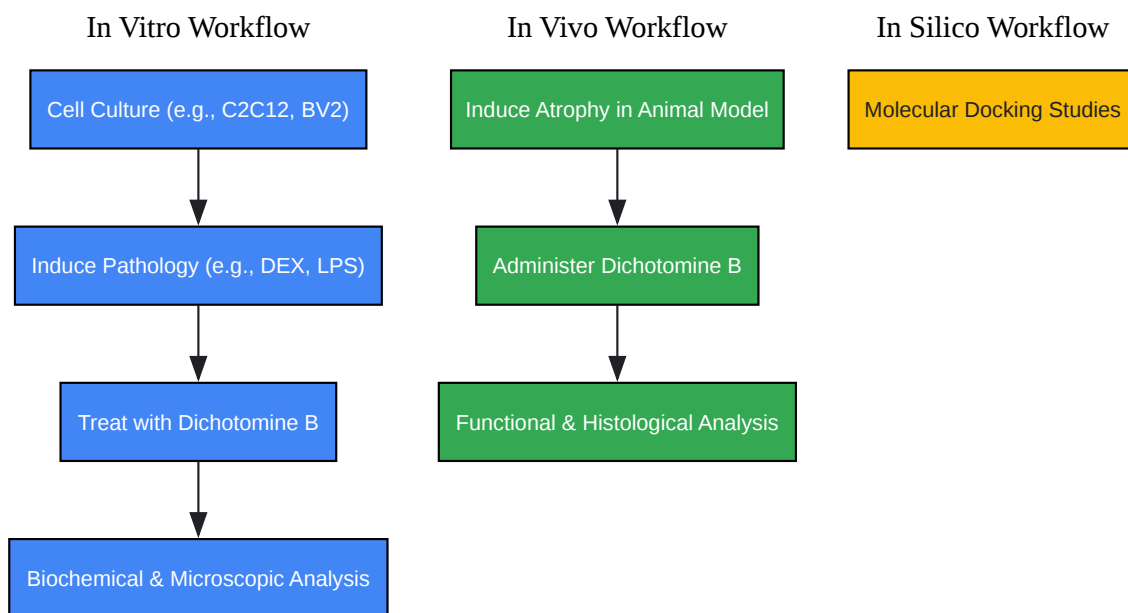 In Vitro Workflow
Cell Culture (e.g., C2C12, BV2)
Induce Pathology (e.g., DEX, LPS)
Treat with Dichotomine B
Biochemical & Microscopic Analysis
In Vivo Workflow
Induce Atrophy in Animal Model
Administer Dichotomine B
Functional & Histological Analysis
In Silico Workflow
Molecular Docking Studies